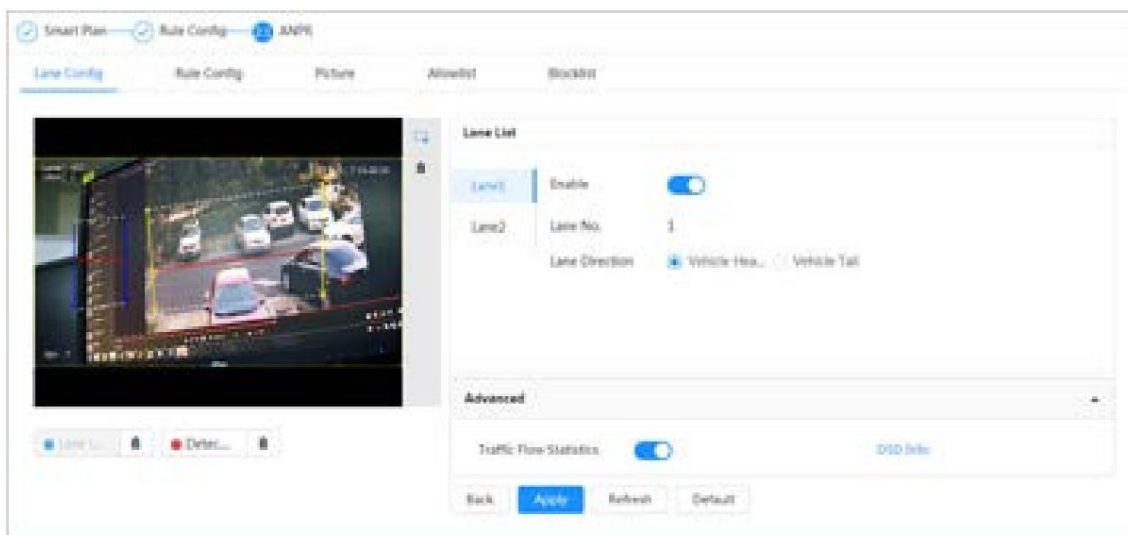 Smart Plan
Rule Config
ANPR
Lane Config
Rule Config
Picture
Allowlist
Blocklist
Lane List
Lane1
Enable
Lane2
Lane No.
1
Lane Direction
Vehicle Hea...
Vehicle Tail
Advanced
Lane L...
Detec...
Traffic Flow Statistics
OSD Info
Back
Apply
Refresh
Default